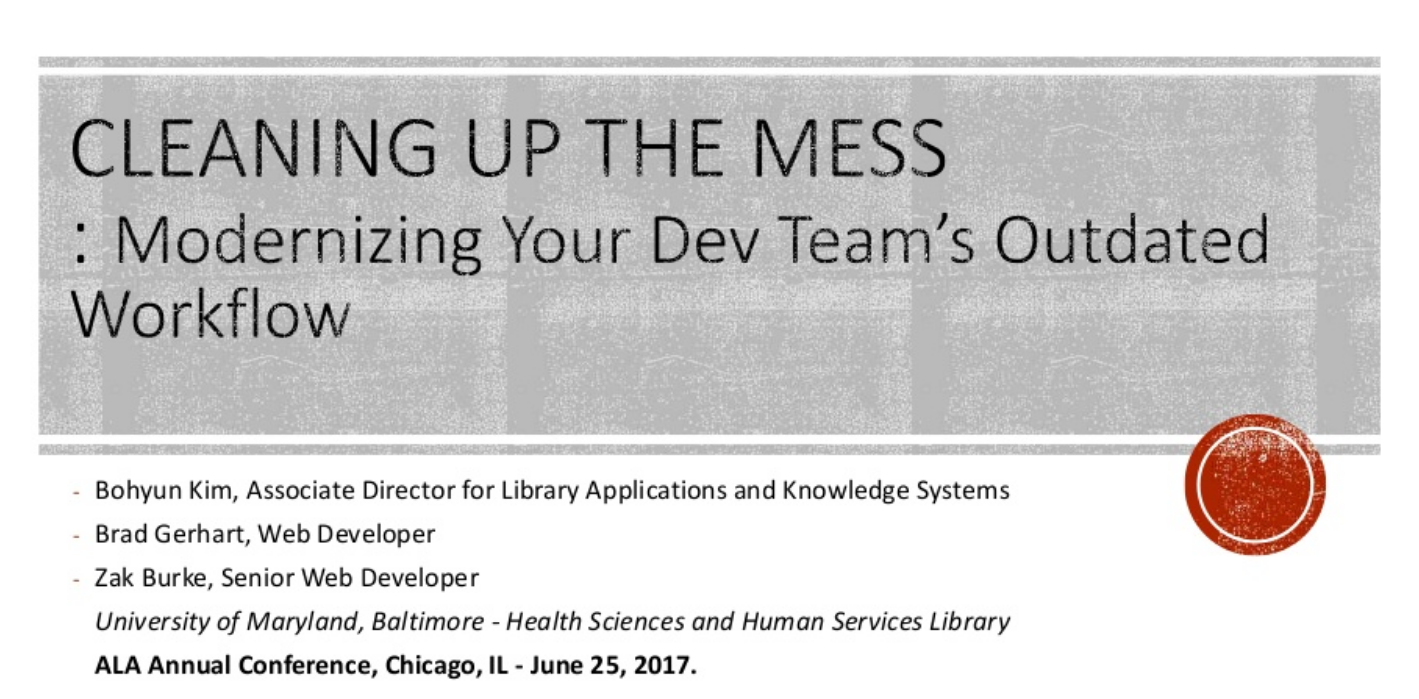 CLEANING UP THE MESS
: Modernizing Your Dev Team’s Outdated
Workflow
- Bohyun Kim, Associate Director for Library Applications and Knowledge Systems
- Brad Gerhart, Web Developer
- Zak Burke, Senior Web Developer
University of Maryland, Baltimore - Health Sciences and Human Services Library
ALA Annual Conference, Chicago, IL - June 25, 2017.